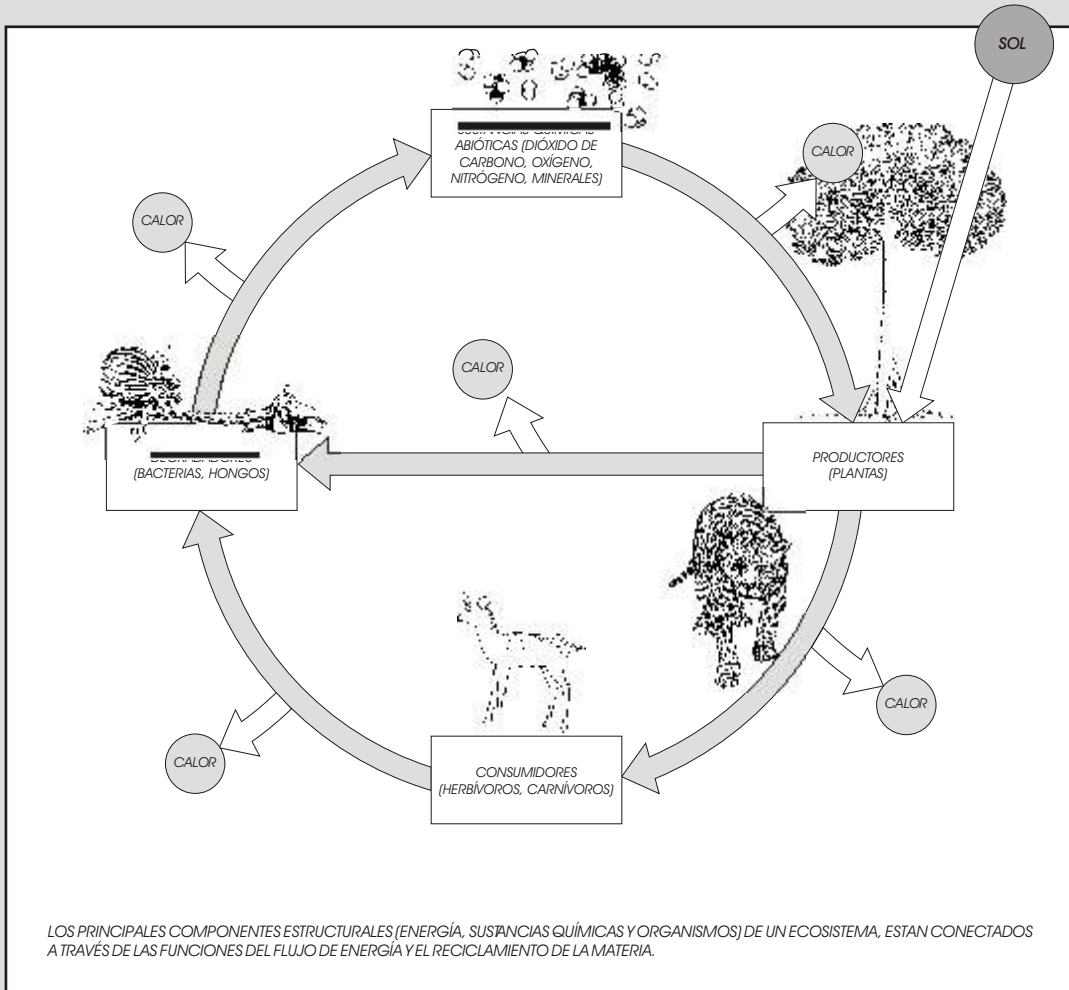 SOL
ABIÓTICAS (DIÓXIDO DE
CARBONO, OXÍGENO,
NITRÓGENO, MINERALES)
CALOR
CALOR
CALOR
(BACTERIAS, HONGOS)
PRODUCTORES
(PLANTAS)
CALOR
CALOR
CONSUMIDORES
(HERBÍVOROS, CARNÍVOROS)
LOS PRINCIPALES COMPONENTES ESTRUCTURALES (ENERGÍA, SUSTANCIAS QUÍMICAS Y ORGANISMOS) DE UN ECOSISTEMA, ESTAN CONECTADOS
A TRAVÉS DE LAS FUNCIONES DEL FLUJO DE ENERGÍA Y EL RECICLAMIENTO DE LA MATERIA.